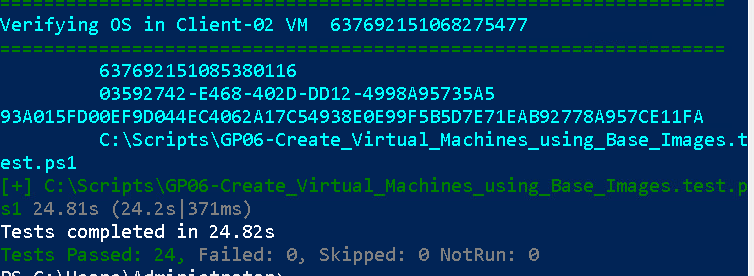 ============================================================
Verifying OS in Client-02 VM  637692151068275477
============================================================
637692151085380116
03592742-E468-402D-DD12-4998A95735A5
93A015FD00EF9D044EC4062A17C54938E0E99F5B5D7E71EAB92778A957CE11FA
C:\Scripts\GP06-Create_Virtual_Machines_using_Base_Images.t
est.ps1
[+] C:\Scripts\GP06-Create_Virtual_Machines_using_Base_Images.test.p
s1 24.81s (24.2s|371ms)
Tests completed in 24.82s
Tests Passed: 24, Failed: 0, Skipped: 0 NotRun: 0
PS C:\Users\Administrator>